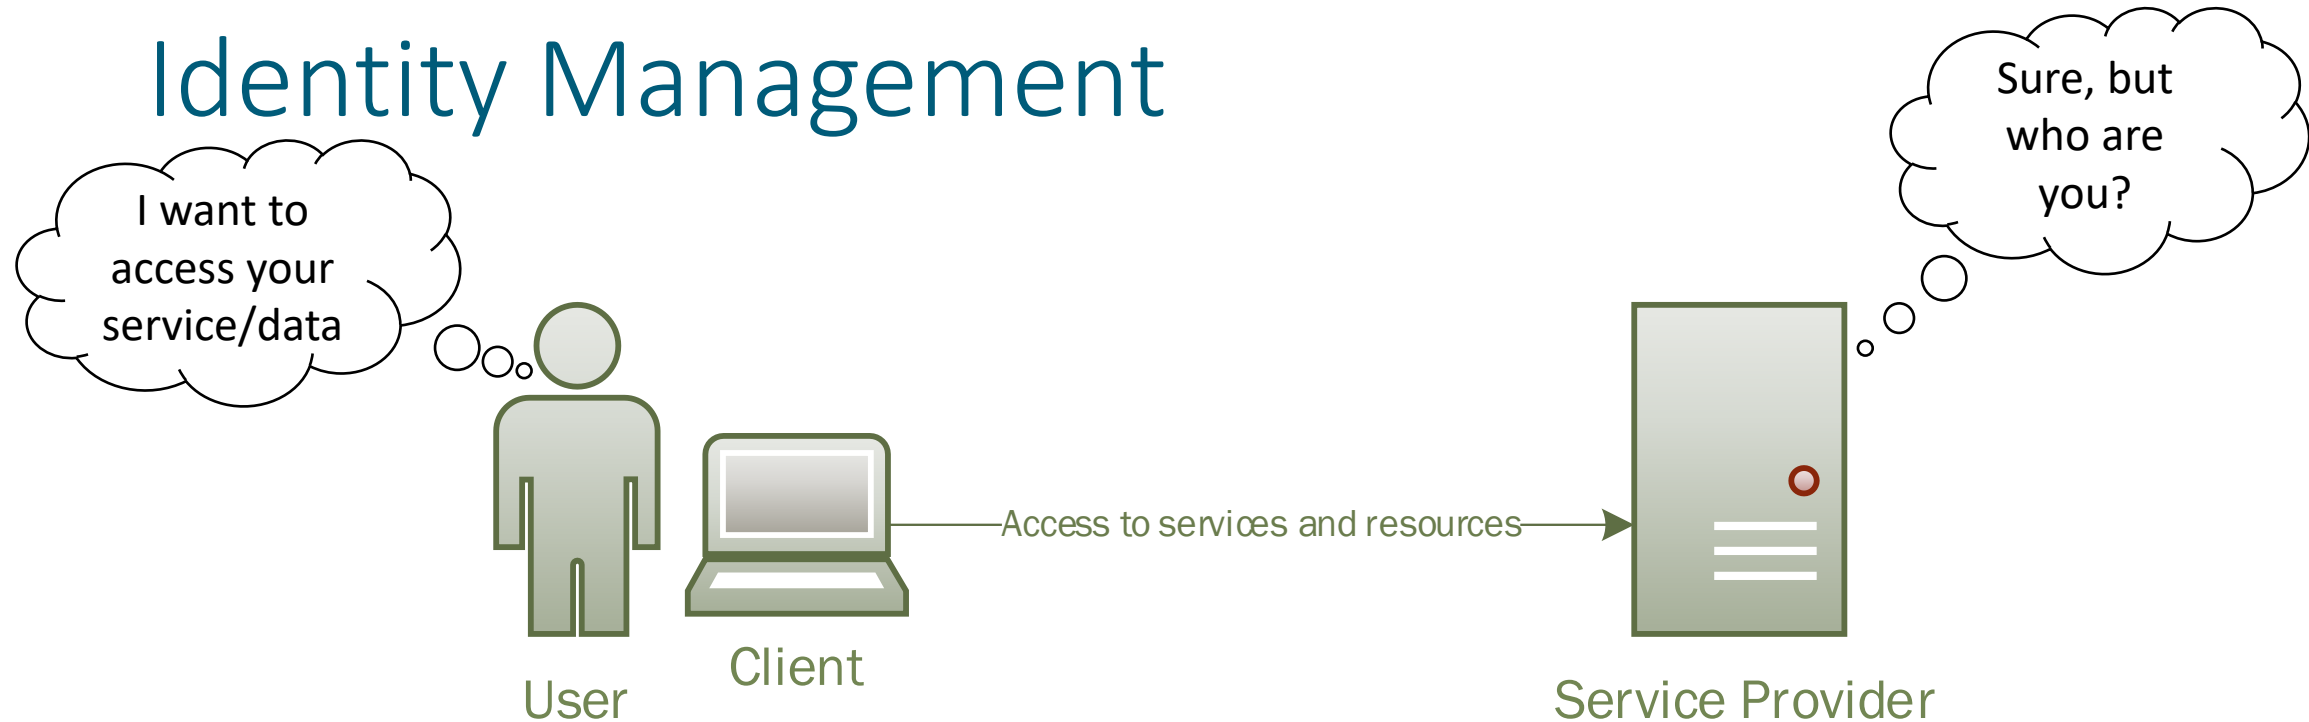 Identity Management
Sure, but
who are
you?
I want to
access your
service/data
Access to services and resources
Client
User
Service Provider